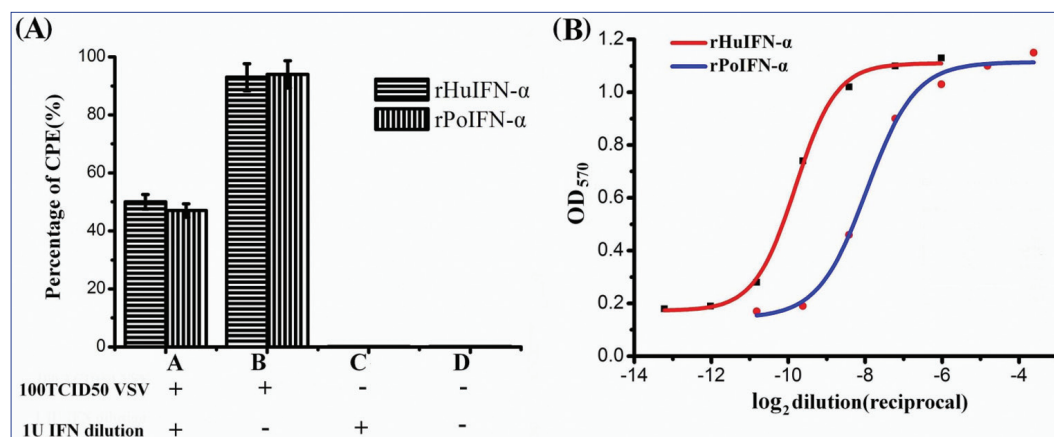 (A)
100
80
60
40
20
0
Percentage of CPE(%)
rHuIFN-α
rPoIFN-α
A B C D
100TCID50 VSV + + - -
1U IFN dilution + - + -
(B)
1.2
1.0
0.8
0.6
0.4
0.2
0.0
OD570
rHuIFN-α
rPoIFN-α
-14 -12 -10 -8 -6 -4
log2 dilution(reciprocal)